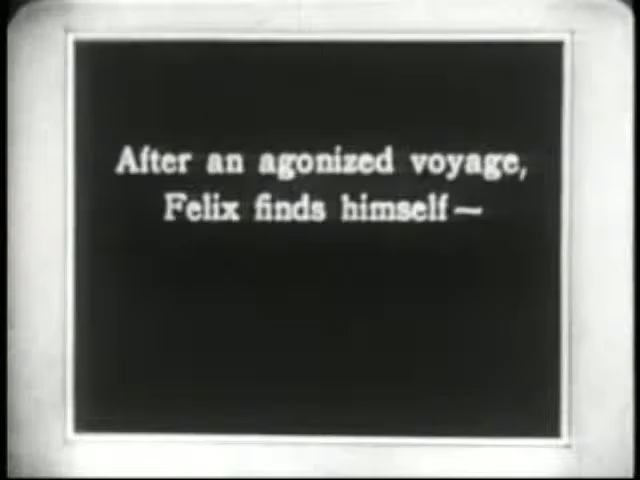 After an agonized voyage,
Felix finds himself—